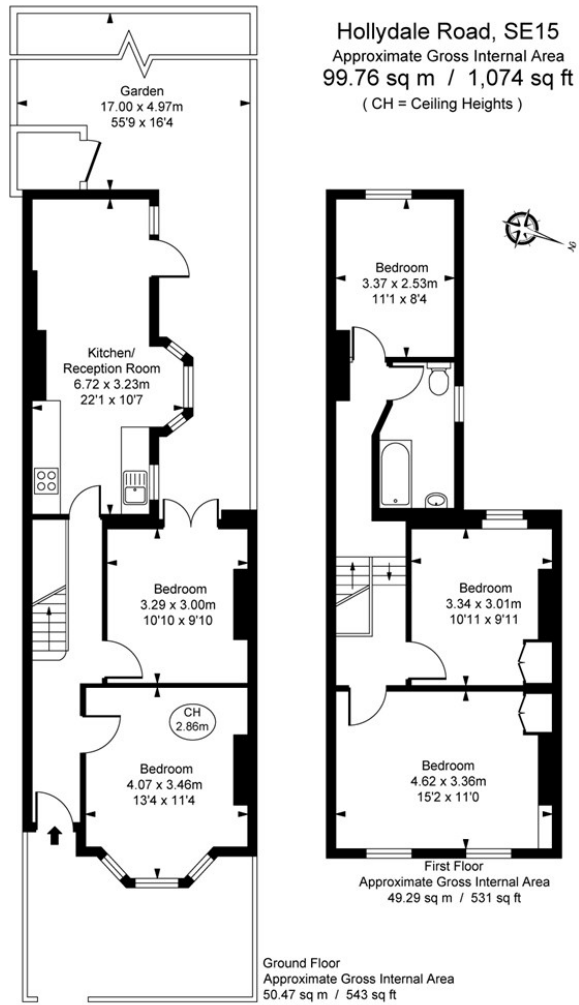 Hollydale Road, SE15
Approximate Gross Internal Area
99.76 sq m / 1,074 sq ft
( CH = Ceiling Heights )
Garden
17.00 x 4.97m
55'9 x 16'4
Kitchen/
Reception Room
6.72 x 3.23m
22'1 x 10'7
Bedroom
3.29 x 3.00m
10'10 x 9'10
CH
2.86m
Bedroom
4.07 x 3.46m
13'4 x 11'4
Ground Floor
Approximate Gross Internal Area
50.47 sq m / 543 sq ft
N
Bedroom
3.37 x 2.53m
11'1 x 8'4
Bedroom
3.34 x 3.01m
10'11 x 9'11
Bedroom
4.62 x 3.36m
15'2 x 11'0
First Floor
Approximate Gross Internal Area
49.29 sq m / 531 sq ft